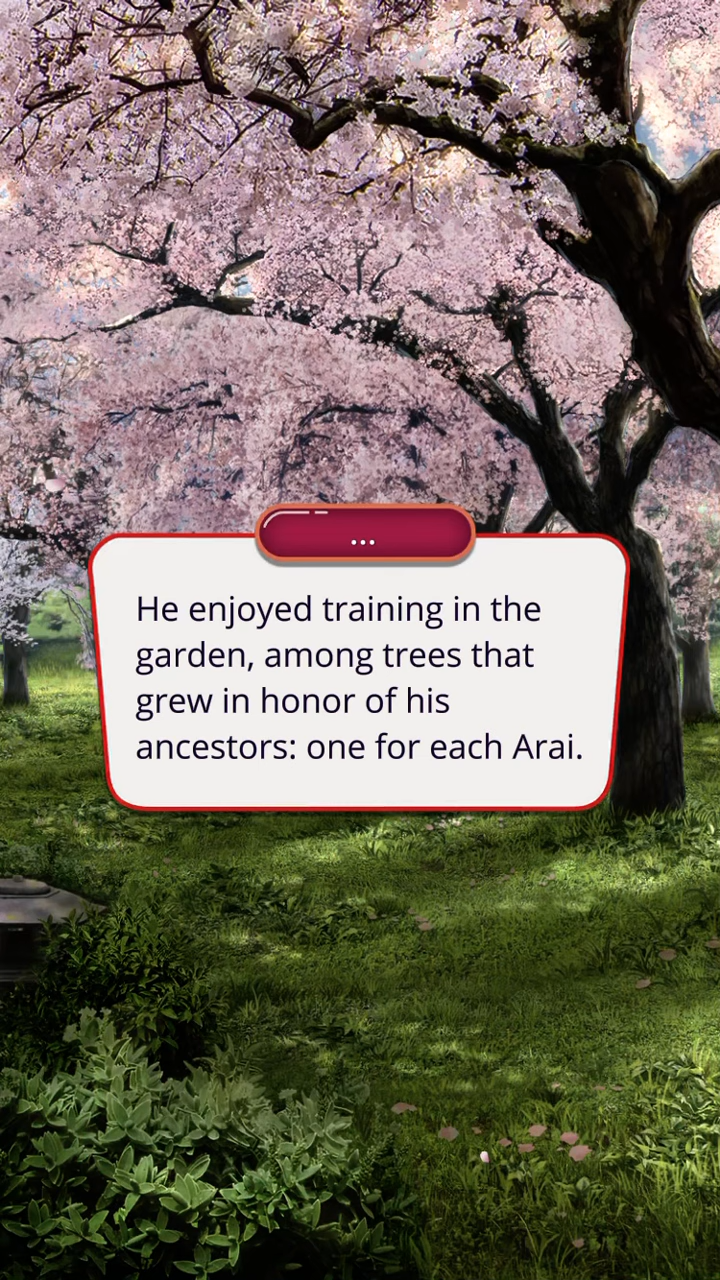 ...
He enjoyed training in the
garden, among trees that
grew in honor of his
ancestors: one for each Arai.